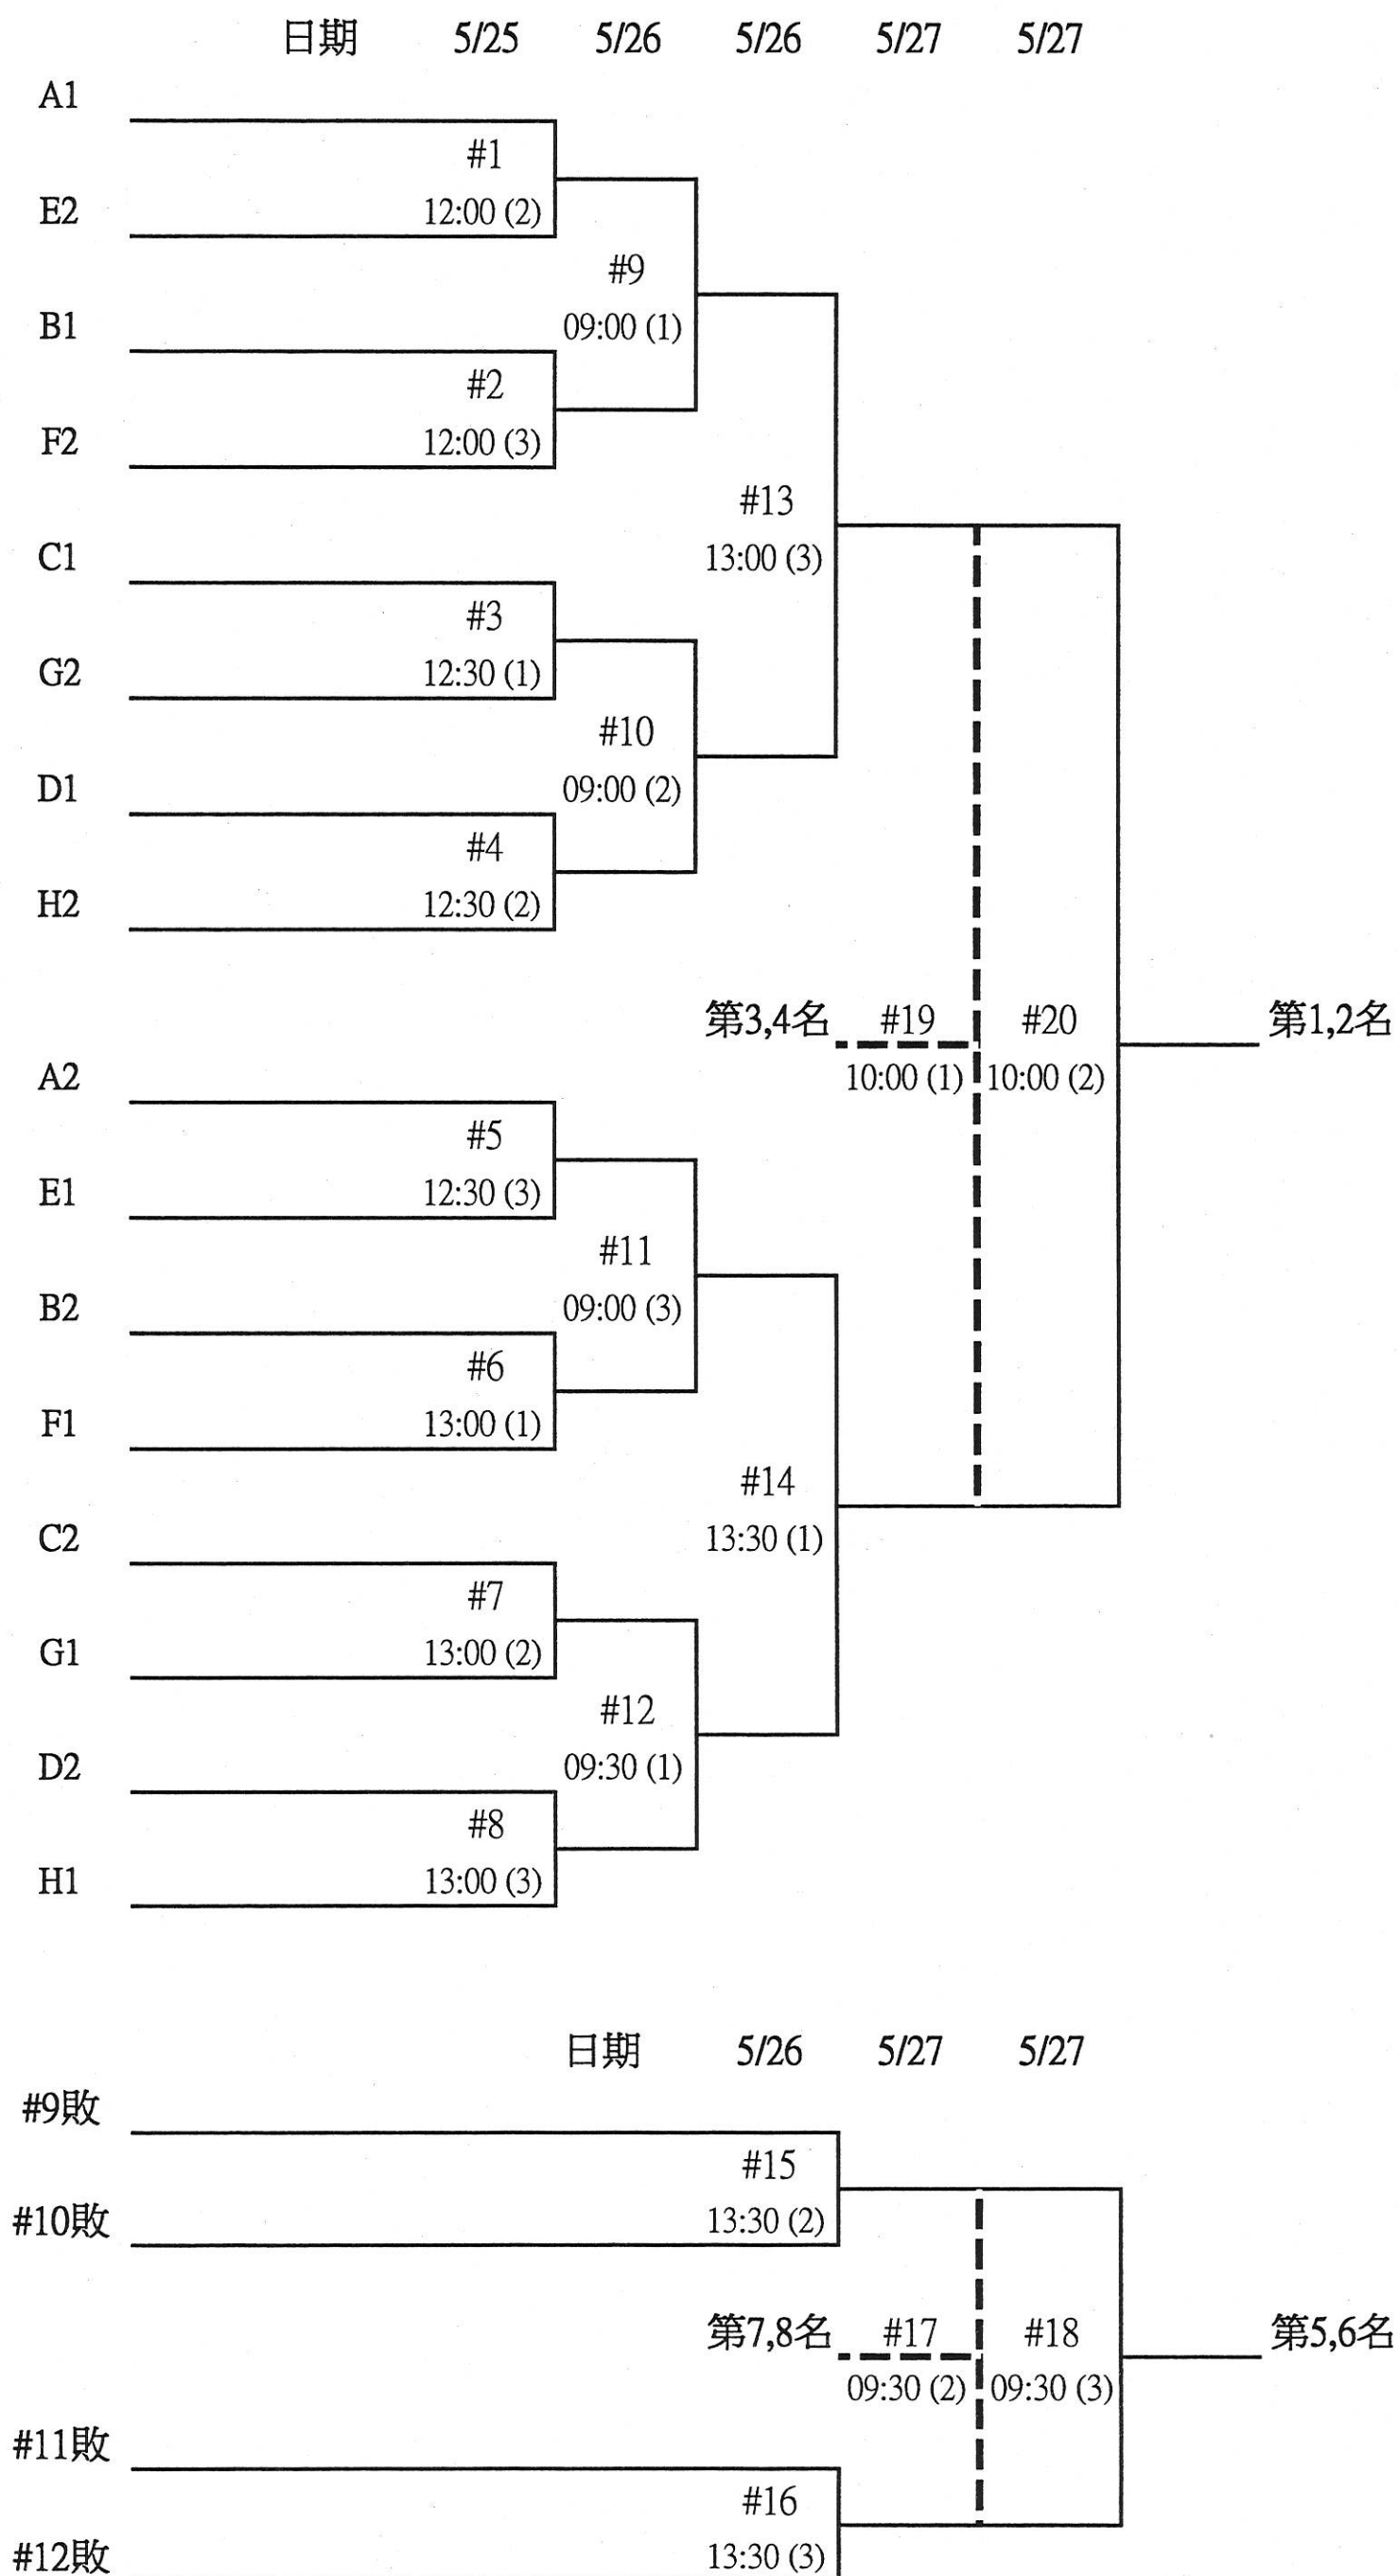 日期 5/25 5/26 5/26 5/27 5/27
A1
#1
E2 12:00 (2)
#9
B1 09:00 (1)
#2
F2 12:00 (3)
#13
C1 13:00 (3)
#3
G2 12:30 (1)
#10
D1 09:00 (2)
#4
H2 12:30 (2)
第3,4名 #19 #20 第1,2名
10:00 (1) 10:00 (2)
A2
#5
E1 12:30 (3)
#11
B2 09:00 (3)
#6
F1 13:00 (1)
#14
C2 13:30 (1)
#7
G1 13:00 (2)
#12
D2 09:30 (1)
#8
H1 13:00 (3)
日期 5/26 5/27 5/27
#9敗
#15
#10敗 13:30 (2)
第7,8名 #17 #18 第5,6名
09:30 (2) 09:30 (3)
#11敗
#16
#12敗 13:30 (3)